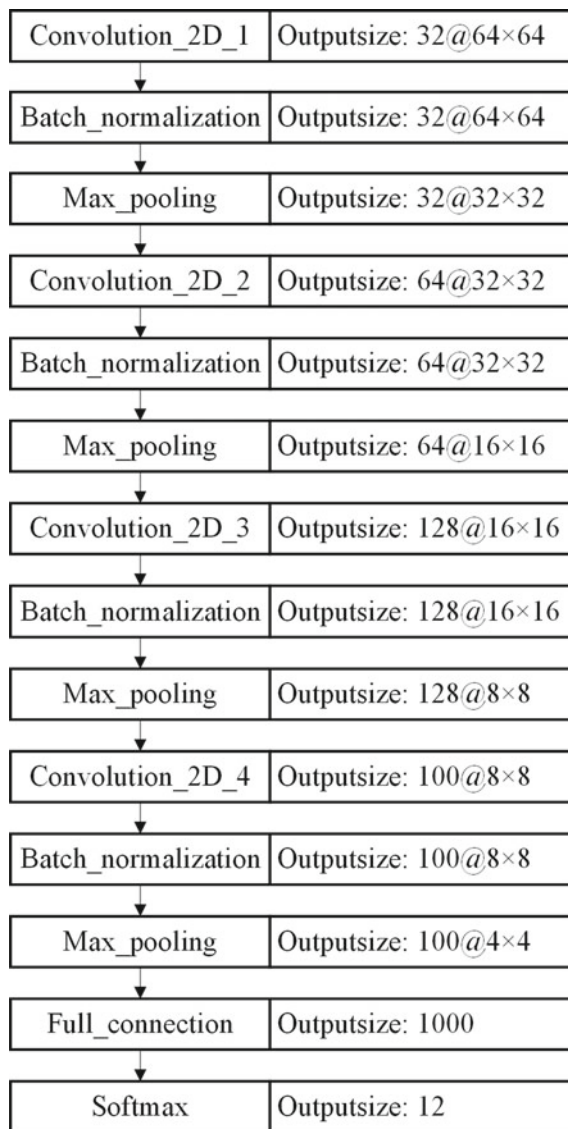 Convolution_2D_1 Outputsize: 32@64×64
Batch_normalization Outputsize: 32@64×64
Max_pooling Outputsize: 32@32×32
Convolution_2D_2 Outputsize: 64@32×32
Batch_normalization Outputsize: 64@32×32
Max_pooling Outputsize: 64@16×16
Convolution_2D_3 Outputsize: 128@16×16
Batch_normalization Outputsize: 128@16×16
Max_pooling Outputsize: 128@8×8
Convolution_2D_4 Outputsize: 100@8×8
Batch_normalization Outputsize: 100@8×8
Max_pooling Outputsize: 100@4×4
Full_connection Outputsize: 1000
Softmax Outputsize: 12